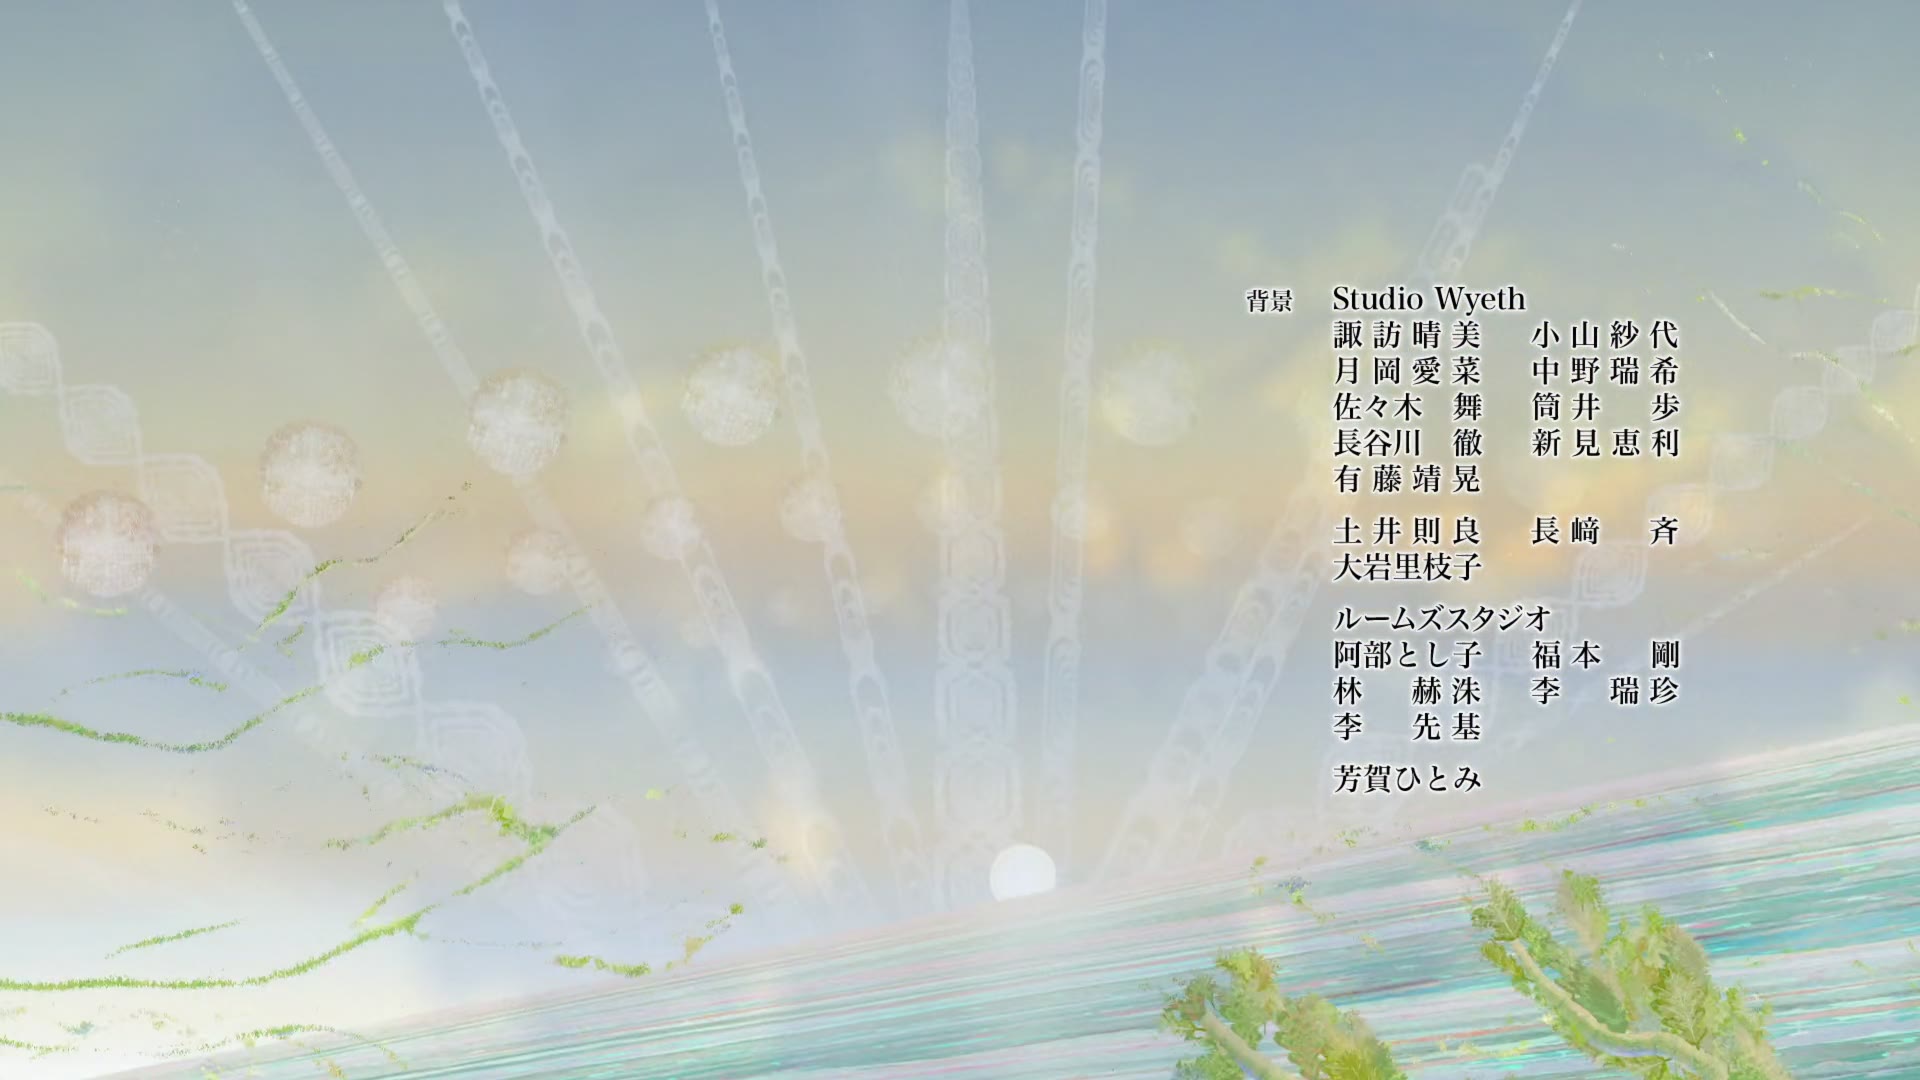 背景 Studio Wyeth
諏訪晴美 小山紗代
月岡愛菜 中野瑞希
佐々木 舞 筒井 歩
長谷川 徹 新見恵利
有藤靖晃
土井則良 長﨑 斉
大岩里枝子
ルームズスタジオ
阿部とし子 福本 剛
林 赫洙 李 瑞珍
李 先基
芳賀ひとみ